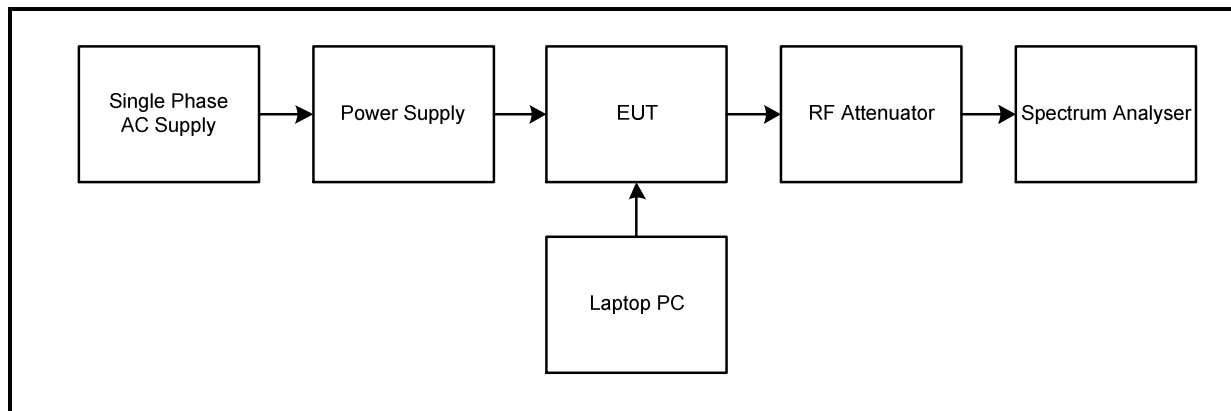 Single Phase
AC Supply
Power Supply
EUT
RF Attenuator
Spectrum Analyser
Laptop PC